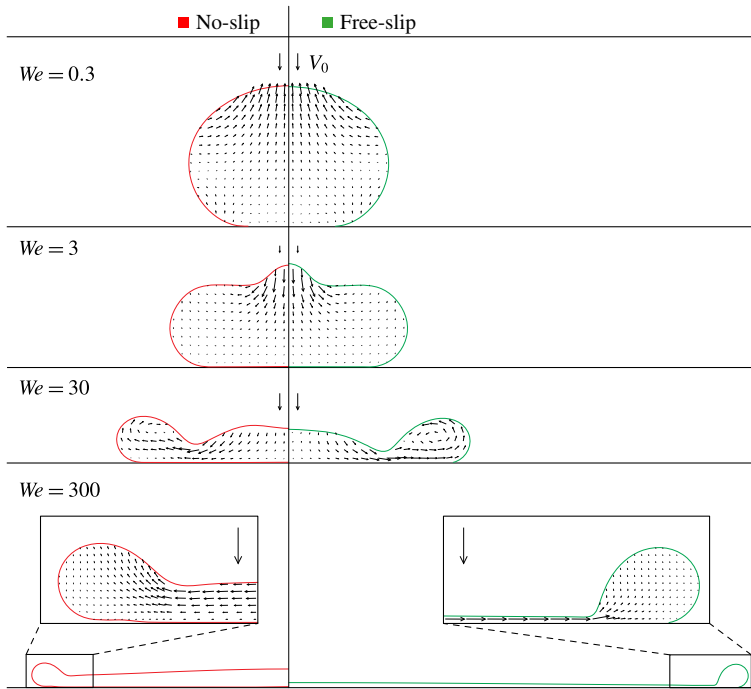 No-slip Free-slip
We = 0.3
V0
We = 3
We = 30
We = 300